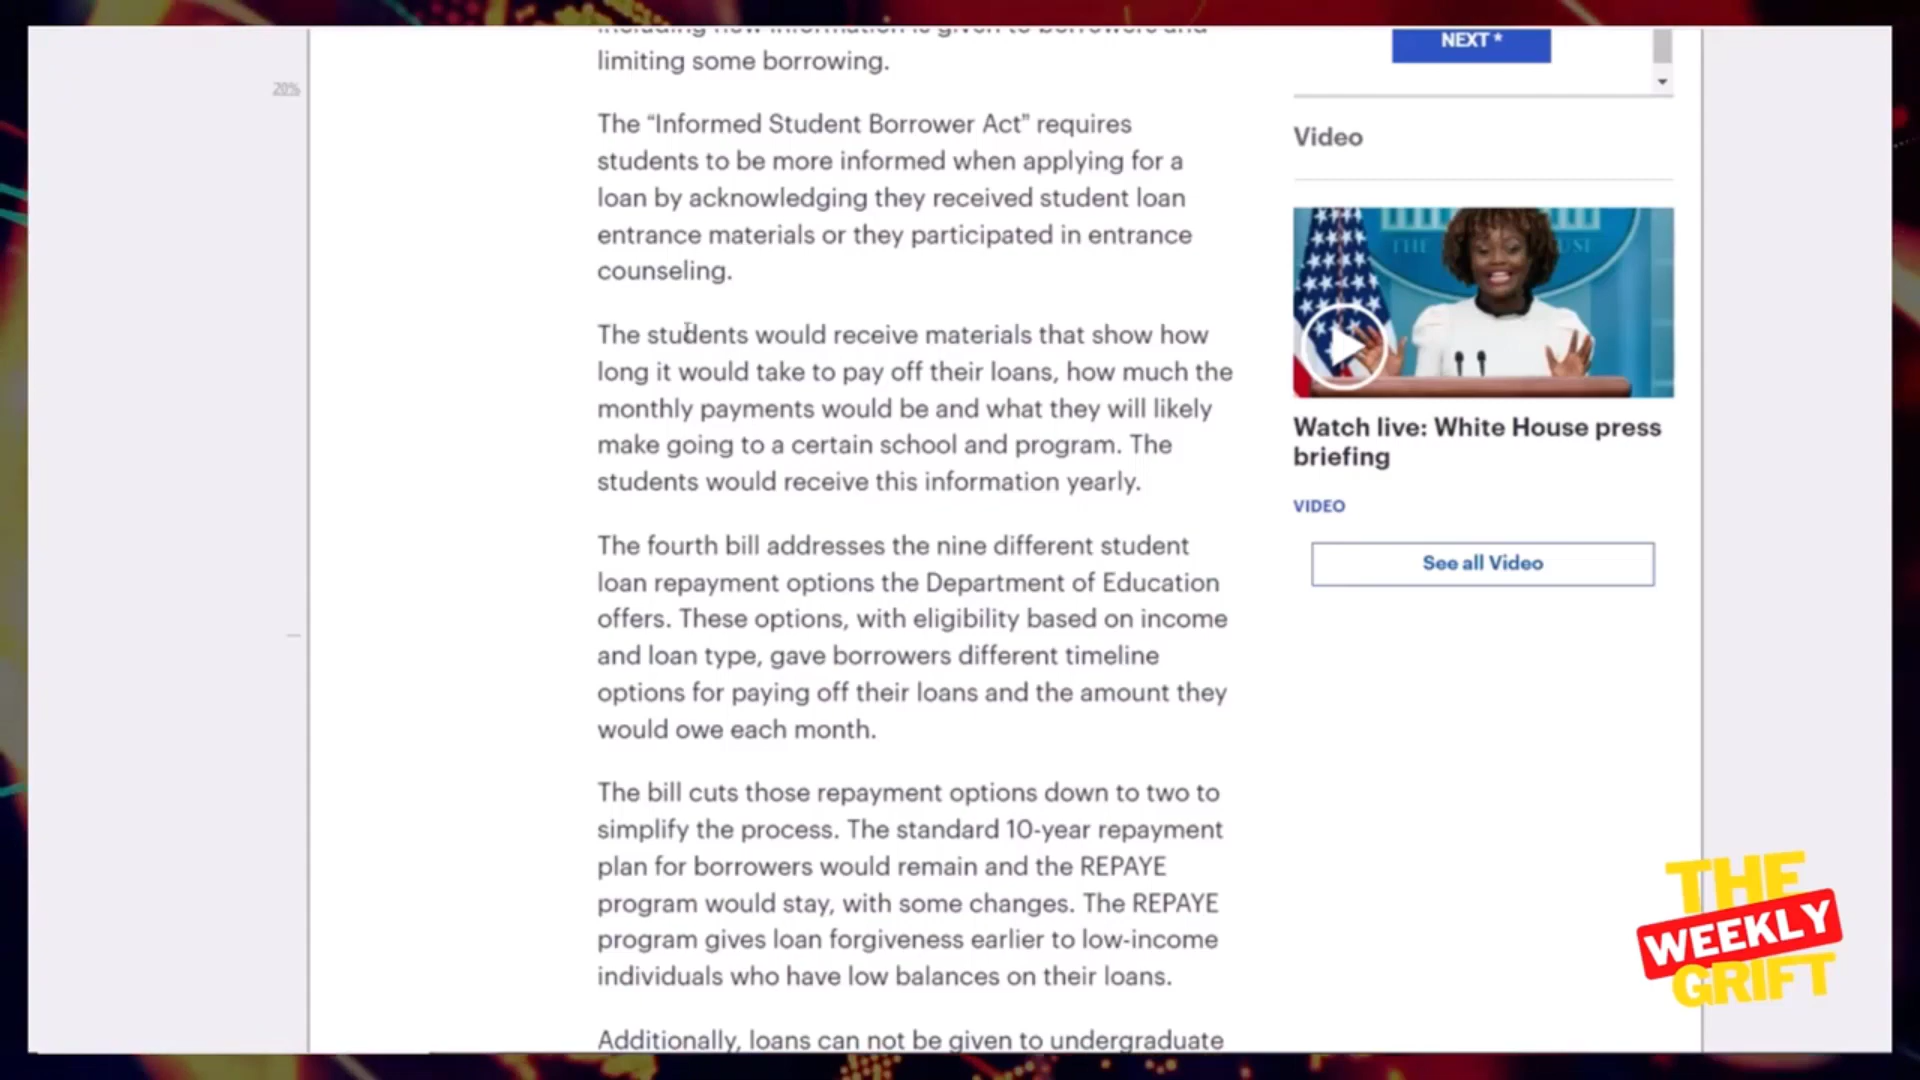 including how information is given to borrowers and
limiting some borrowing.
The “Informed Student Borrower Act” requires
students to be more informed when applying for a
loan by acknowledging they received student loan
entrance materials or they participated in entrance
counseling.
The students would receive materials that show how
long it would take to pay off their loans, how much the
monthly payments would be and what they will likely
make going to a certain school and program. The
students would receive this information yearly.
The fourth bill addresses the nine different student
loan repayment options the Department of Education
offers. These options, with eligibility based on income
and loan type, gave borrowers different timeline
options for paying off their loans and the amount they
would owe each month.
The bill cuts those repayment options down to two to
simplify the process. The standard 10-year repayment
plan for borrowers would remain and the REPAYE
program would stay, with some changes. The REPAYE
program gives loan forgiveness earlier to low-income
individuals who have low balances on their loans.
Additionally, loans can not be given to undergraduate
20%
NEXT *
Video
THE
Watch live: White House press
briefing
VIDEO
See all Video
THE
WEEKLY
GRIFT